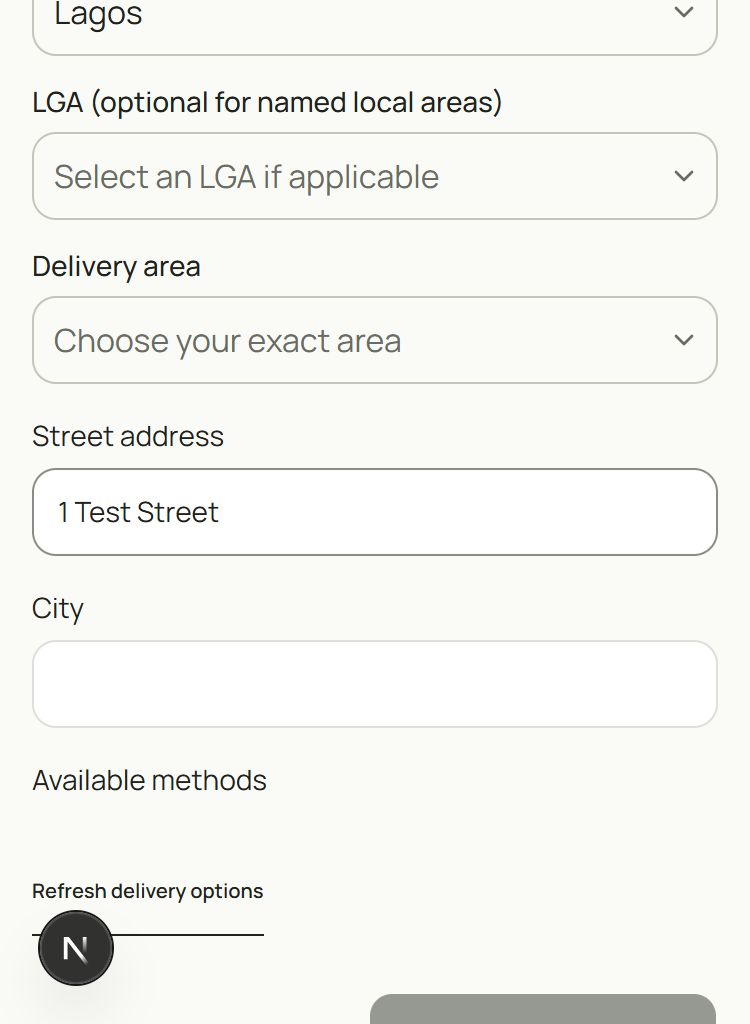 Lagos
LGA (optional for named local areas)
Select an LGA if applicable
Delivery area
Choose your exact area
Street address
1 Test Street
City
Available methods
Refresh delivery options
N